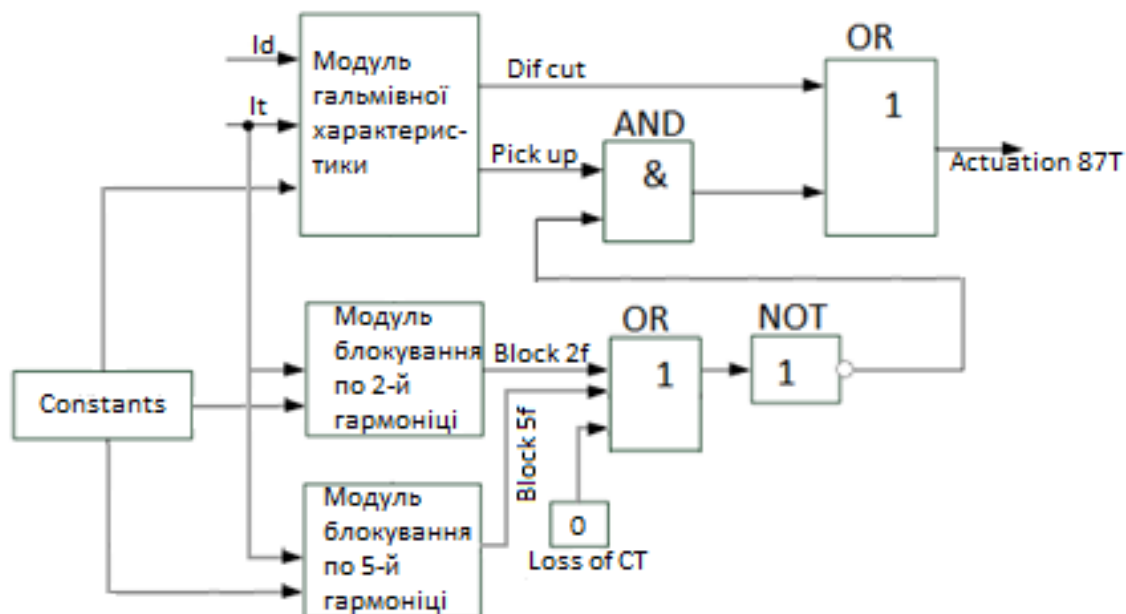 Id
It
Модуль
гальмівної
характерис-
тики
Dif cut
Pick up
AND
&
OR
1
Actuation 87T
Constants
Модуль
блокування
по 2-й
гармоніці
Block 2f
Block 5f
OR
1
NOT
1
Модуль
блокування
по 5-й
гармоніці
0
Loss of CT